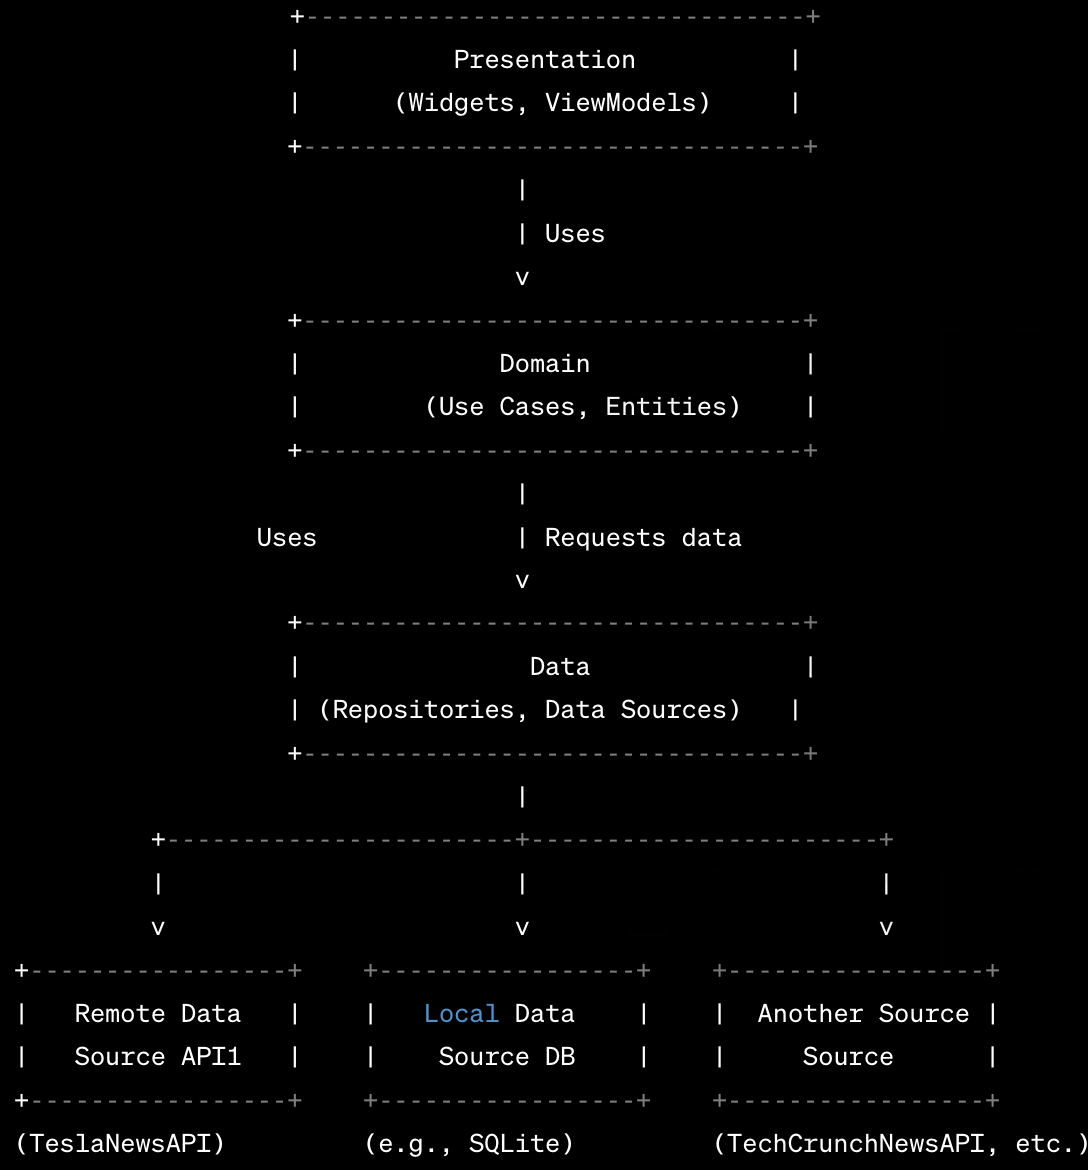 +---------------------------------+
|          Presentation          |
|      (Widgets, ViewModels)     |
+---------------------------------+
               |
               | Uses
               v
+---------------------------------+
|             Domain              |
|        (Use Cases, Entities)    |
+---------------------------------+
               |
Uses             | Requests data
               v
+---------------------------------+
|               Data              |
| (Repositories, Data Sources)   |
+---------------------------------+
               |
+-----------------------+-----------------------+
|                       |                       |
v                       v                       v
+-----------------+    +-----------------+    +-----------------+
|   Remote Data   |    |   Local Data    |    |  Another Source |
|   Source API1   |    |    Source DB    |    |     Source      |
+-----------------+    +-----------------+    +-----------------+
(TeslaNewsAPI)         (e.g., SQLite)         (TechCrunchNewsAPI, etc.)